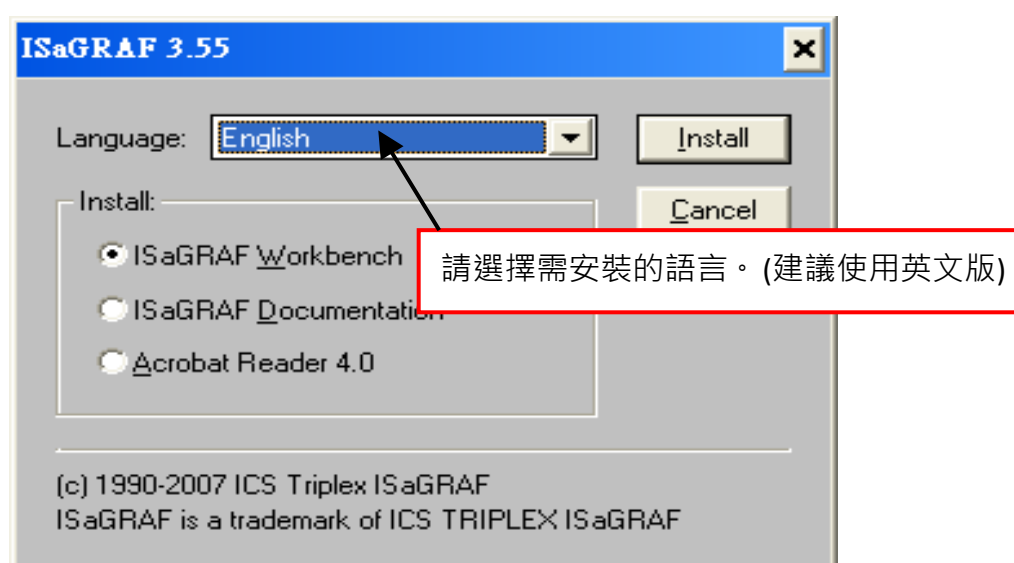 ISaGRAF 3.55
Language: English Install
Install: Cancel
ISaGRAF Workbench
請選擇需安裝的語言。(建議使用英文版)
ISaGRAF Documentation
Acrobat Reader 4.0
(c) 1990-2007 ICS Triplex ISaGRAF
ISaGRAF is a trademark of ICS TRIPLEX ISaGRAF